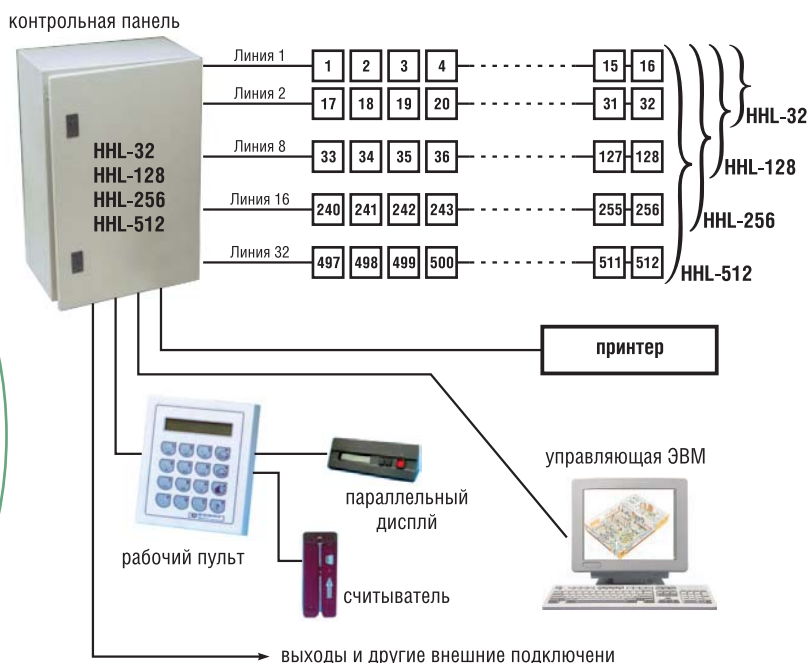 контрольная панель
HHL-32
HHL-128
HHL-256
HHL-512
Линия 1
1 2 3 4 15 16
Линия 2
17 18 19 20 31 32
Линия 8
33 34 35 36 127 128
Линия 16
240 241 242 243 255 256
Линия 32
497 498 499 500 511 512
HHL-32
HHL-128
HHL-256
HHL-512
принтер
рабочий пульт
параллельный
дисплй
считыватель
управляющая ЭВМ
выходы и другие внешние подключени